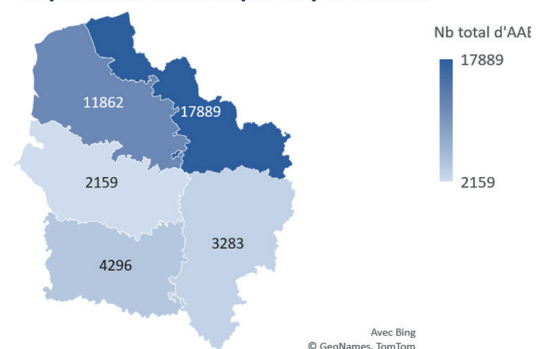 Nb total d'AAE
17889
11862
17889
2159
2159
3283
4296
Avec Bing
© GeoNames, TomTom